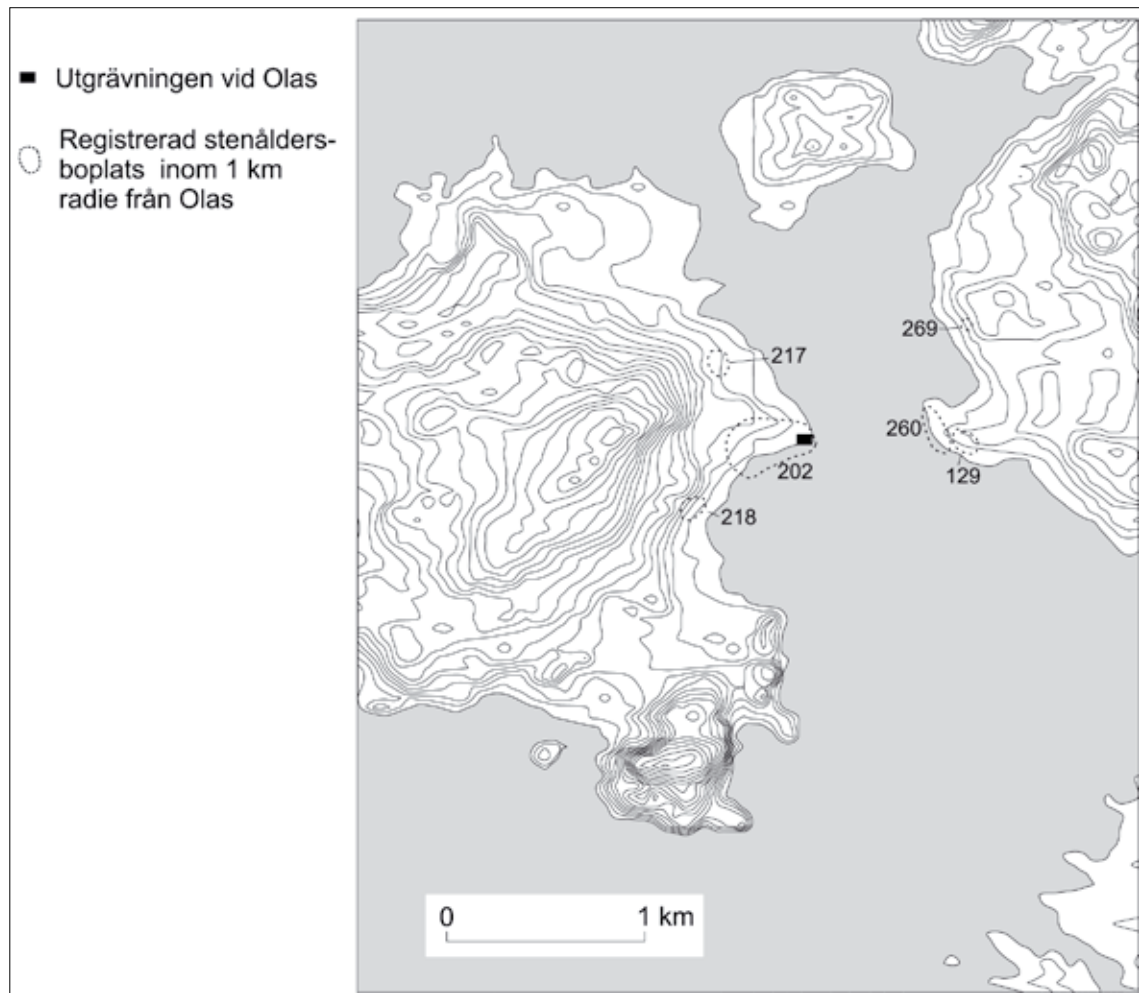 Utgrävningen vid Olas
Registrerad stenålders-
boplats inom 1 km
radie från Olas
269
217
260
129
202
218
0 1 km